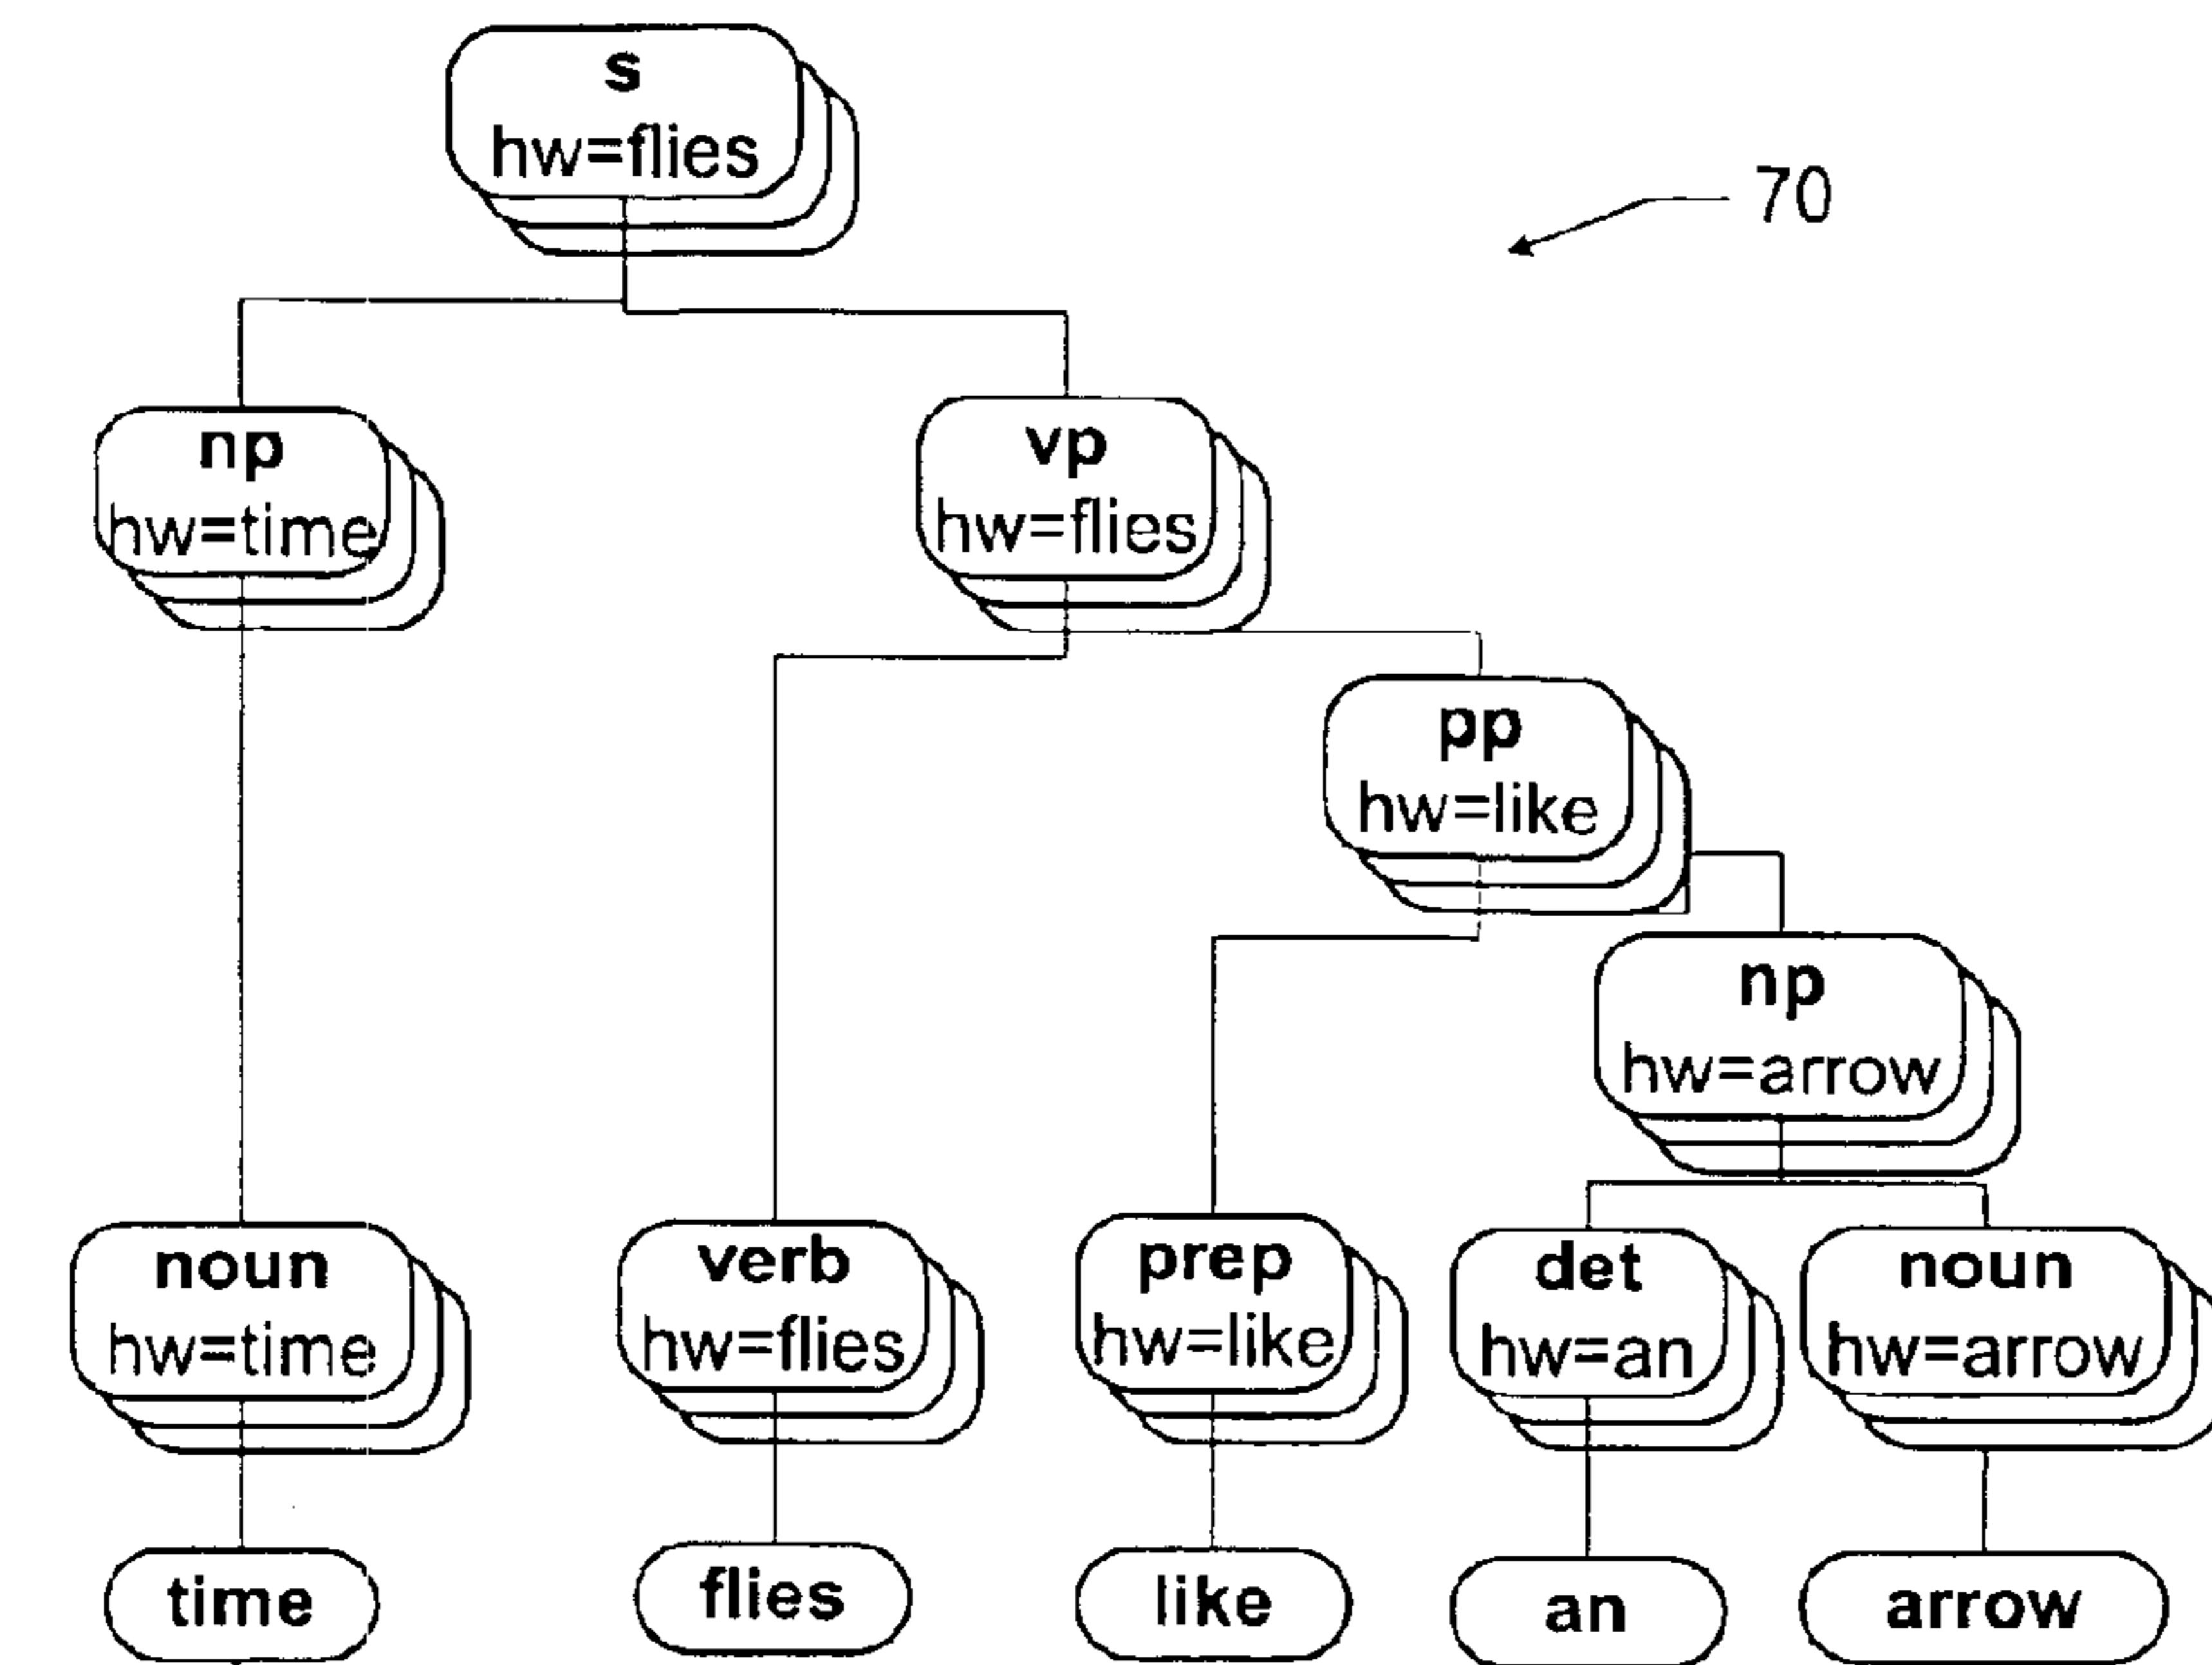 s
hw=flies
70
np
hw=time
vp
hw=flies
pp
hw=like
np
hw=arrow
noun
hw=time
verb
hw=flies
prep
hw=like
det
hw=an
noun
hw=arrow
time
flies
like
an
arrow